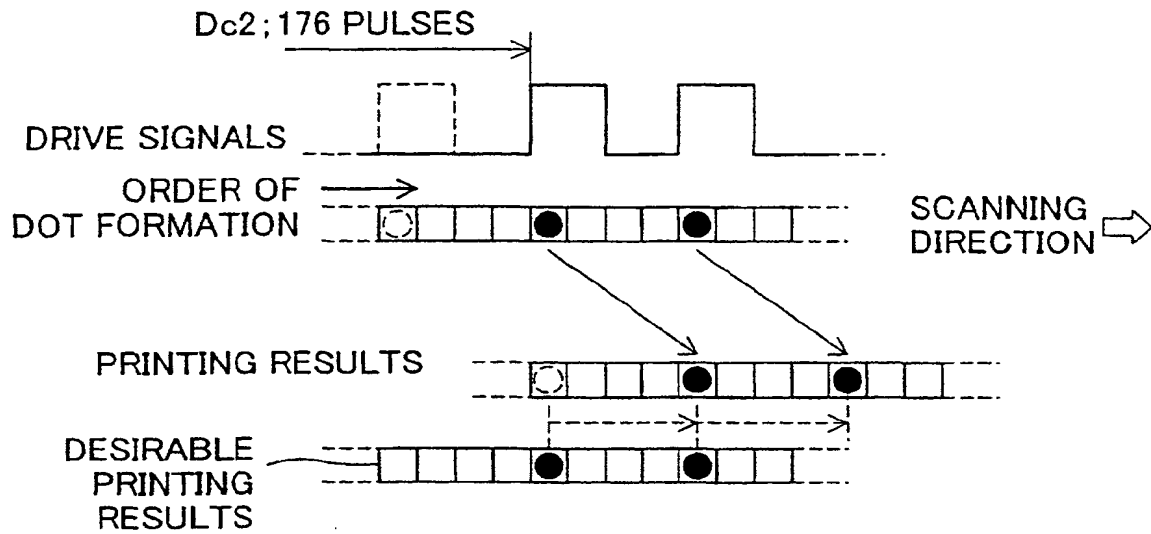 Dc2;176 PULSES
DRIVE SIGNALS
ORDER OF
DOT FORMATION
SCANNING
DIRECTION
PRINTING RESULTS
DESIRABLE
PRINTING
RESULTS